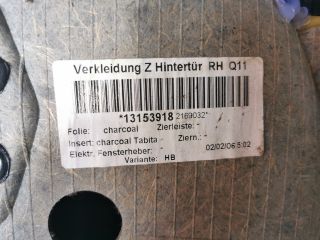 Verkleidung Z Hintertür RH Q11
*13153918 2169032*
Folie: charcoal Zierleiste: -
Insert: charcoal Tabita - Ziern.: -
Elektr. Fensterheber: - 02/02/06 5:02
Variante: HB